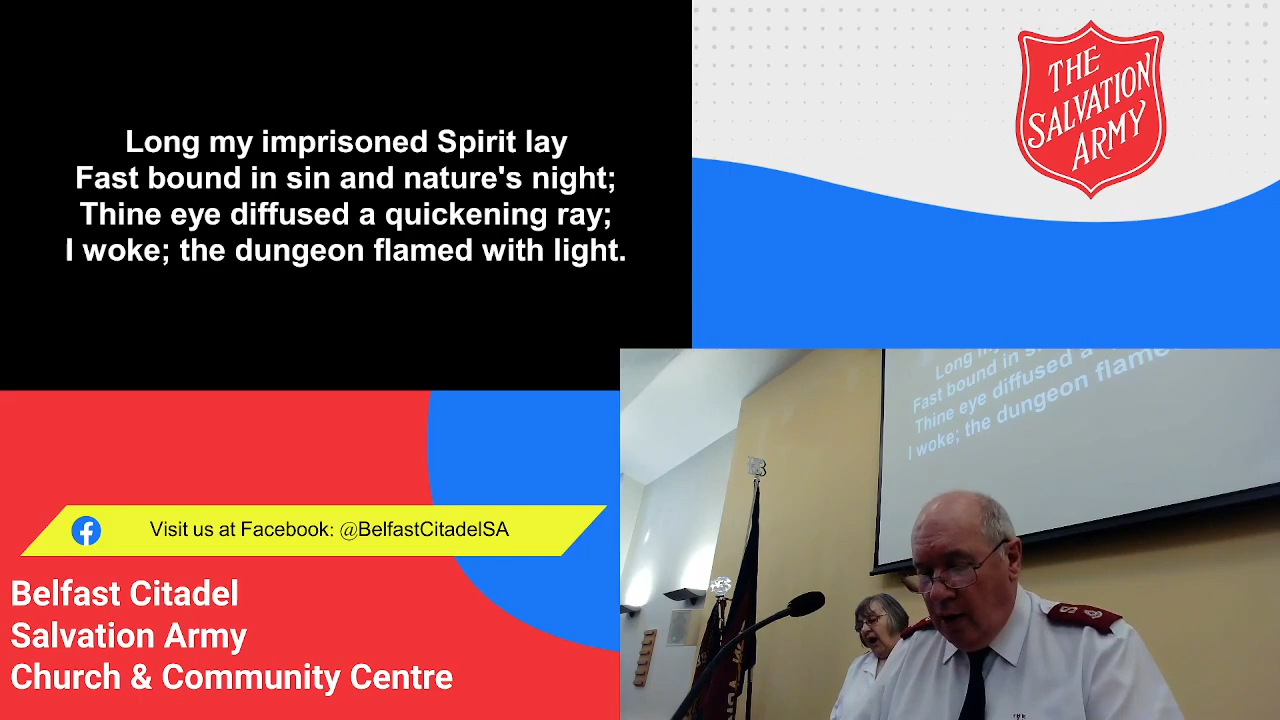 Long my imprisoned Spirit lay
Fast bound in sin and nature's night;
Thine eye diffused a quickening ray;
I woke; the dungeon flamed with light.
THE
SALVATION
ARMY
Long my
Fast bound in s
Thine eye diffused a
I woke; the dungeon flame
Visit us at Facebook: @BelfastCitadelSA
Belfast Citadel
Salvation Army
Church & Community Centre